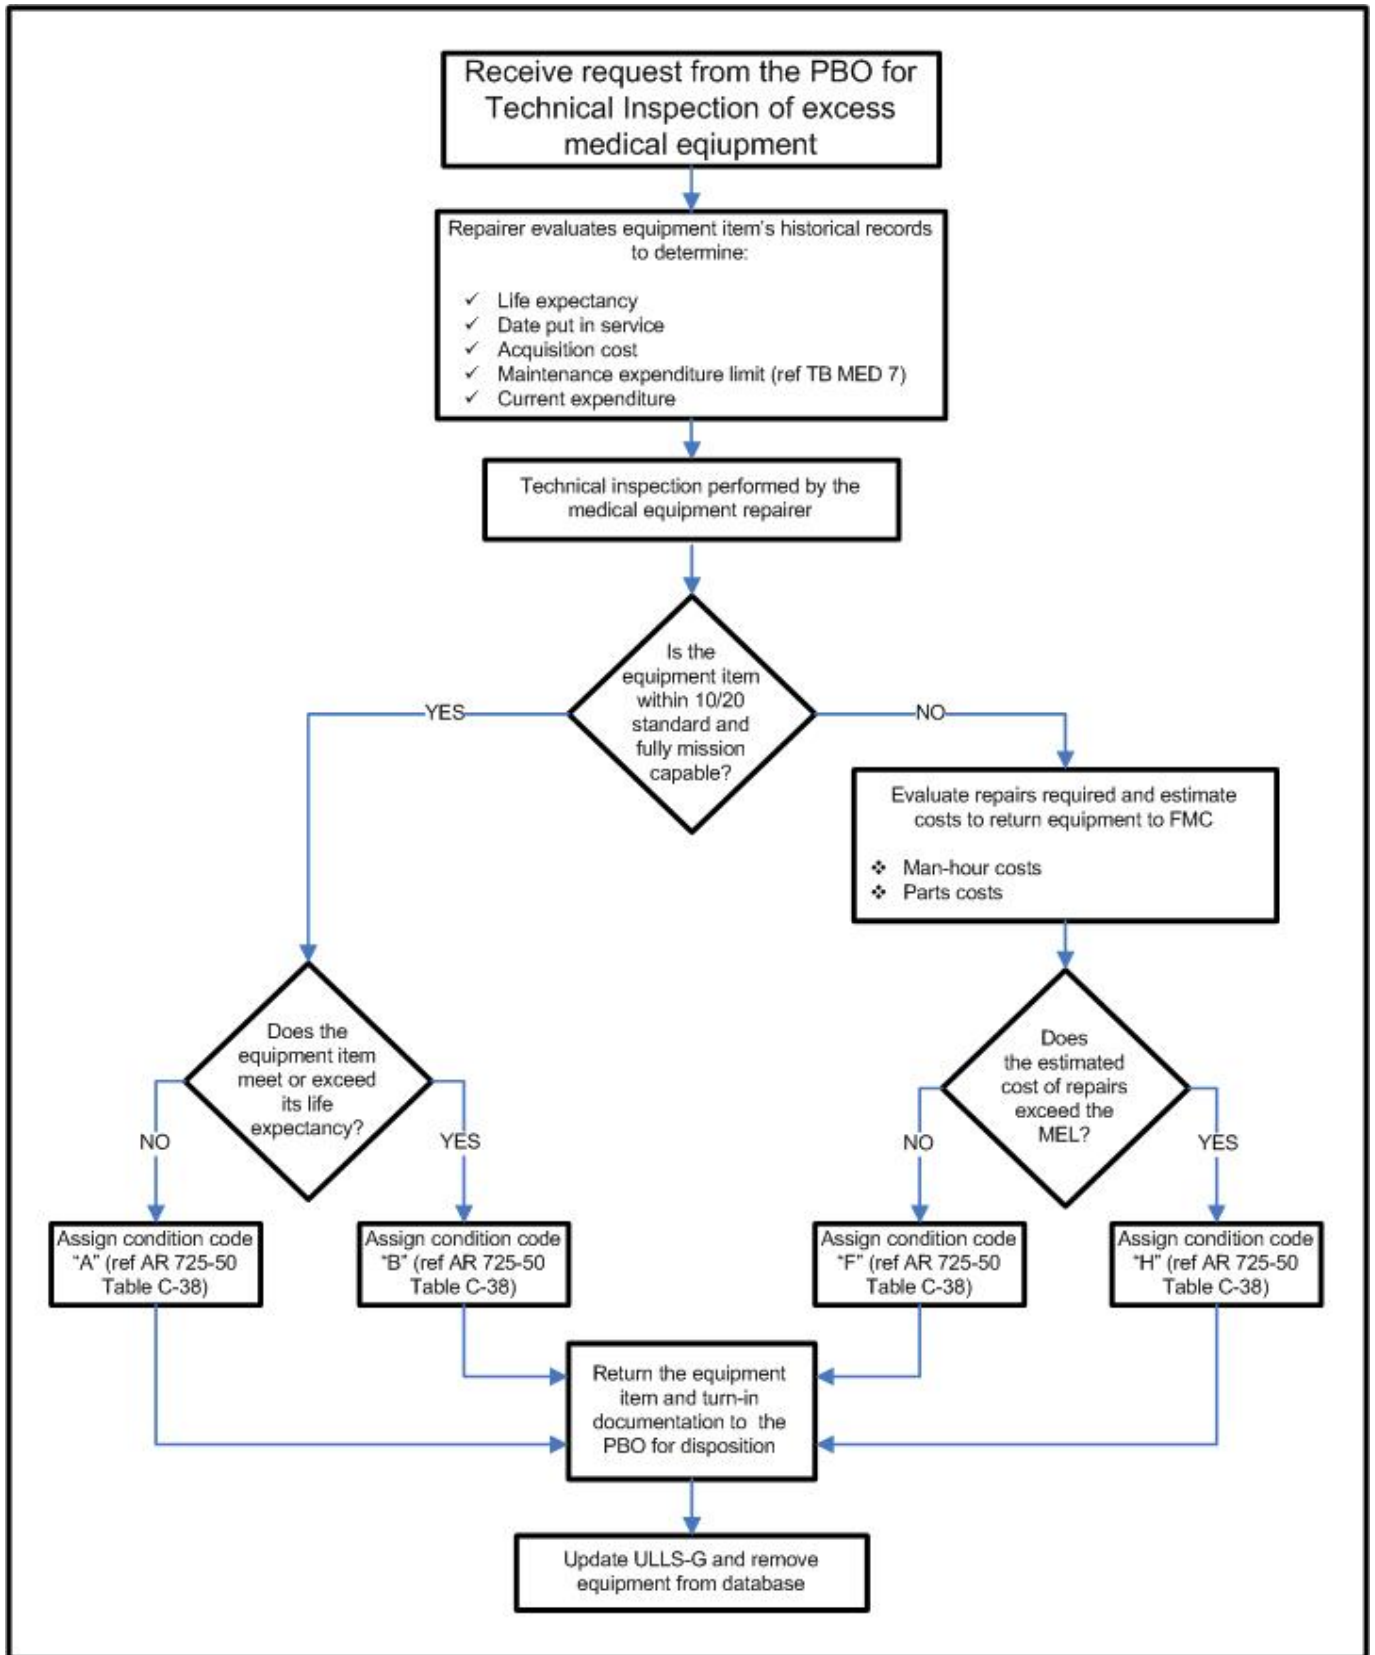 Receive request from the PBO for
Technical Inspection of excess
medical eqiupment
Repairer evaluates equipment item's historical records
to determine:
✓ Life expectancy
✓ Date put in service
✓ Acquisition cost
✓ Maintenance expenditure limit (ref TB MED 7)
✓ Current expenditure
Technical inspection performed by the
medical equipment repairer
Is the
equipment item
within 10/20
standard and
fully mission
capable?
YES
NO
Evaluate repairs required and estimate
costs to return equipment to FMC
❖ Man-hour costs
❖ Parts costs
Does the
equipment item
meet or exceed
its life
expectancy?
NO
YES
Does
the estimated
cost of repairs
exceed the
MEL?
NO
YES
Assign condition code
"A" (ref AR 725-50
Table C-38)
Assign condition code
"B" (ref AR 725-50
Table C-38)
Assign condition code
"F" (ref AR 725-50
Table C-38)
Assign condition code
"H" (ref AR 725-50
Table C-38)
Return the equipment
item and turn-in
documentation to the
PBO for disposition
Update ULLS-G and remove
equipment from database